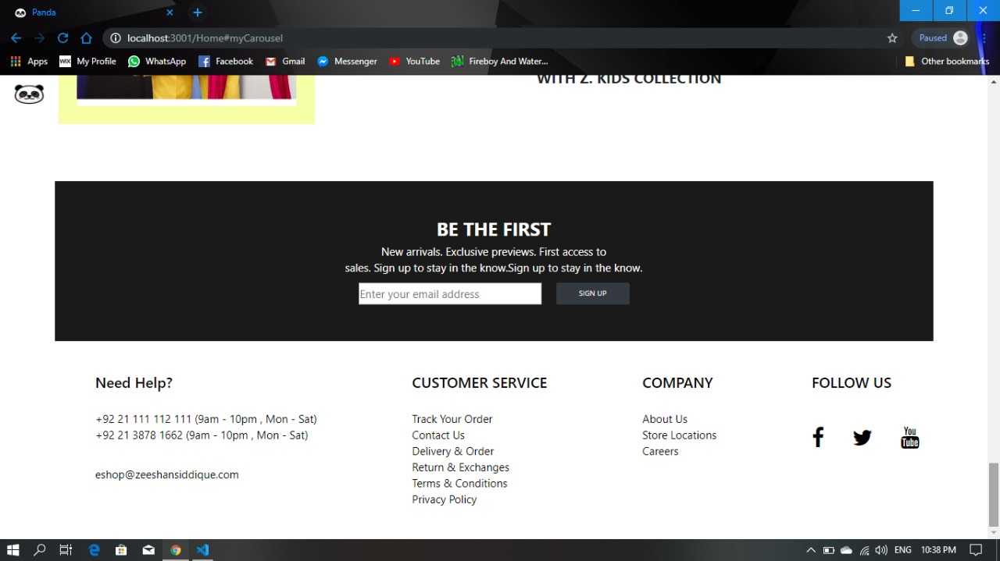 Panda
localhost:3001/Home#myCarousel
Paused
Apps
WIX My Profile
WhatsApp
Facebook
Gmail
Messenger
YouTube
Fireboy And Water...
Other bookmarks
WITH Z. KIDS COLLECTION
BE THE FIRST
New arrivals. Exclusive previews. First access to
sales. Sign up to stay in the know.Sign up to stay in the know.
Enter your email address
SIGN UP
Need Help?
+92 21 111 112 111 (9am - 10pm , Mon - Sat)
+92 21 3878 1662 (9am - 10pm , Mon - Sat)
eshop@zeeshansiddique.com
CUSTOMER SERVICE
Track Your Order
Contact Us
Delivery & Order
Return & Exchanges
Terms & Conditions
Privacy Policy
COMPANY
About Us
Store Locations
Careers
FOLLOW US
You
Tube
ENG
10:38 PM